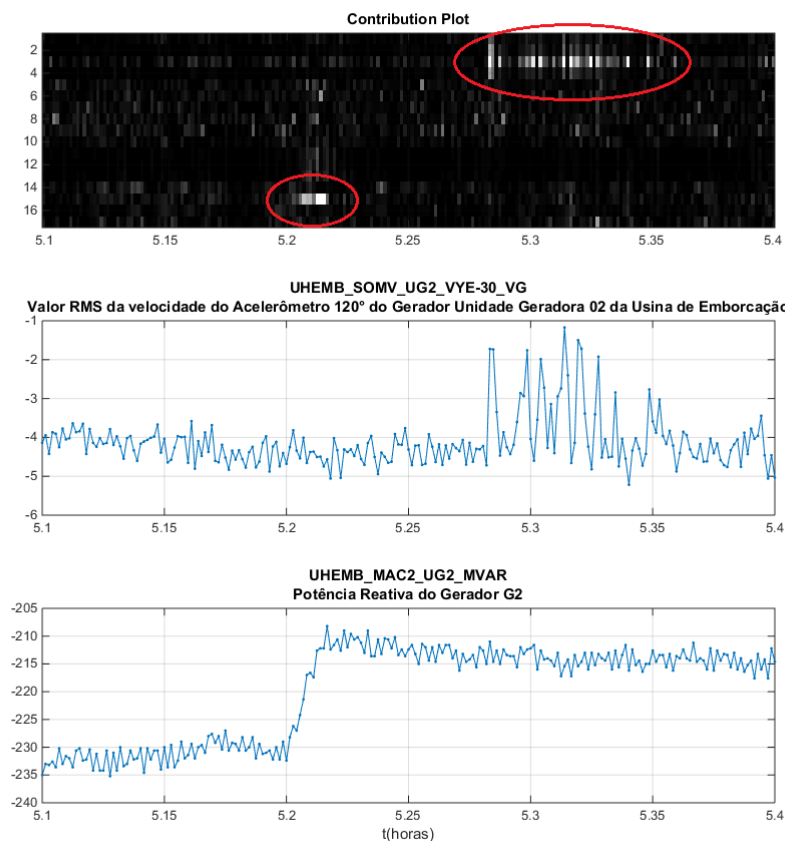 Contribution Plot
2
4
6
8
10
12
14
16
5.1 5.15 5.2 5.25 5.3 5.35 5.4
UHEMB_SOMV_UG2_VYE-30_VG
Valor RMS da velocidade do Acelerômetro 120° do Gerador Unidade Geradora 02 da Usina de Emborcação
-1
-2
-3
-4
-5
-6
5.1 5.15 5.2 5.25 5.3 5.35 5.4
UHEMB_MAC2_UG2_MVAR
Potência Reativa do Gerador G2
-205
-210
-215
-220
-225
-230
-235
-240
5.1 5.15 5.2 5.25 5.3 5.35 5.4
t(horas)